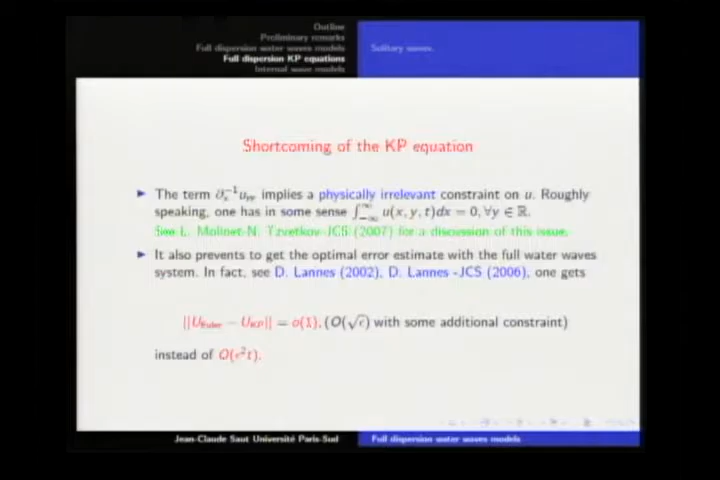 Outline
Preliminary remarks
Full dispersion water waves models
Full dispersion KP equations
Internal wave models
Solitary waves.
Shortcoming of the KP equation
► The term ∂ₓ⁻¹uᵧᵧ implies a physically irrelevant constraint on u. Roughly
speaking, one has in some sense ∫₋∞^∞ u(x, y, t)dx = 0, ∀y ∈ ℝ.
See L. Molinet-N. Tzvetkov-JCS (2007) for a discussion of this issue.
► It also prevents to get the optimal error estimate with the full water waves
system. In fact, see D. Lannes (2002), D. Lannes -JCS (2006), one gets
||U_Euler − U_KP|| = o(1), (O(√ε) with some additional constraint)
instead of O(ε²t).
Jean-Claude Saut Université Paris-Sud
Full dispersion water waves models